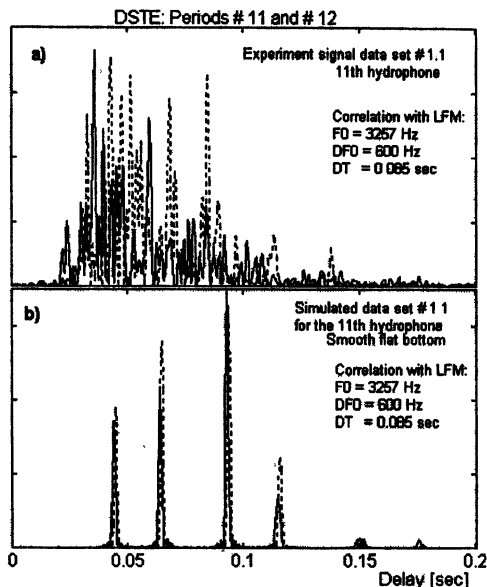 DSTE: Periods # 11 and # 12
a)
Experiment signal data set # 1.1
11th hydrophone
Correlation with LFM:
F0 = 3257 Hz
DF0 = 600 Hz
DT = 0.085 sec
b)
Simulated data set # 1 1
for the 11th hydrophone
Smooth flat bottom
Correlation with LFM:
F0 = 3257 Hz
DF0 = 600 Hz
DT = 0.085 sec
0 0.05 0.1 0.15 0.2
Delay [sec]